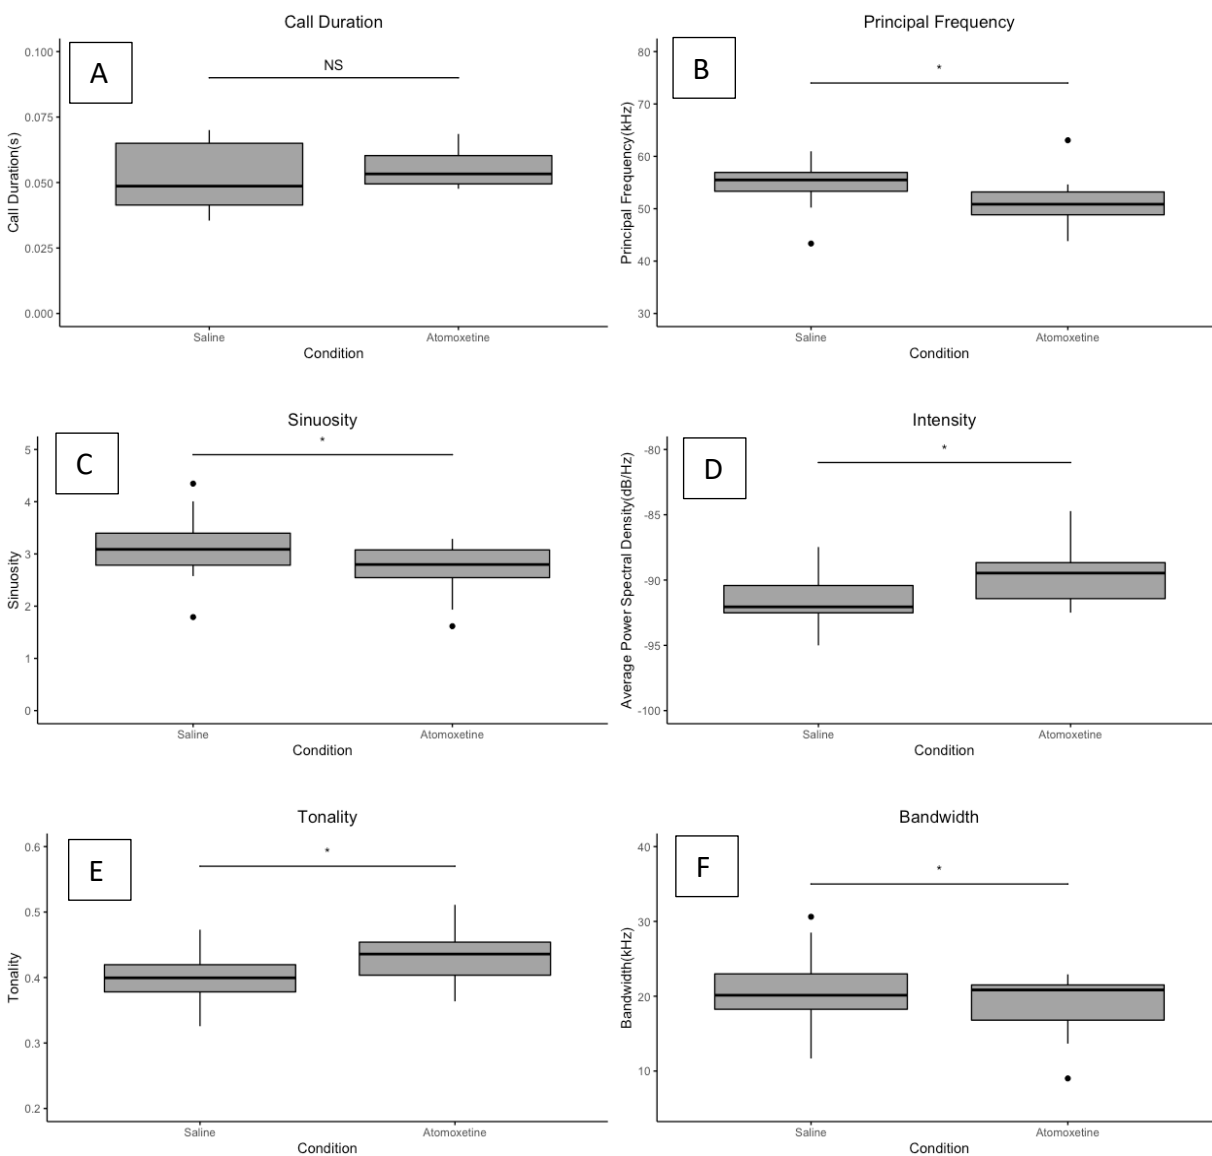 Call Duration
A
NS
0.100
0.075
0.050
0.025
0.000
Call Duration(s)
Saline
Atomoxetine
Condition
Principal Frequency
B
*
80
70
60
50
40
30
Principal Frequency(kHz)
Saline
Atomoxetine
Condition
Sinuosity
C
*
5
4
3
2
1
0
Sinuosity
Saline
Atomoxetine
Condition
Intensity
D
*
-80
-85
-90
-95
-100
Average Power Spectral Density(dB/Hz)
Saline
Atomoxetine
Condition
Tonality
E
*
0.6
0.5
0.4
0.3
0.2
Tonality
Saline
Atomoxetine
Condition
Bandwidth
F
*
40
30
20
10
Bandwidth(kHz)
Saline
Atomoxetine
Condition